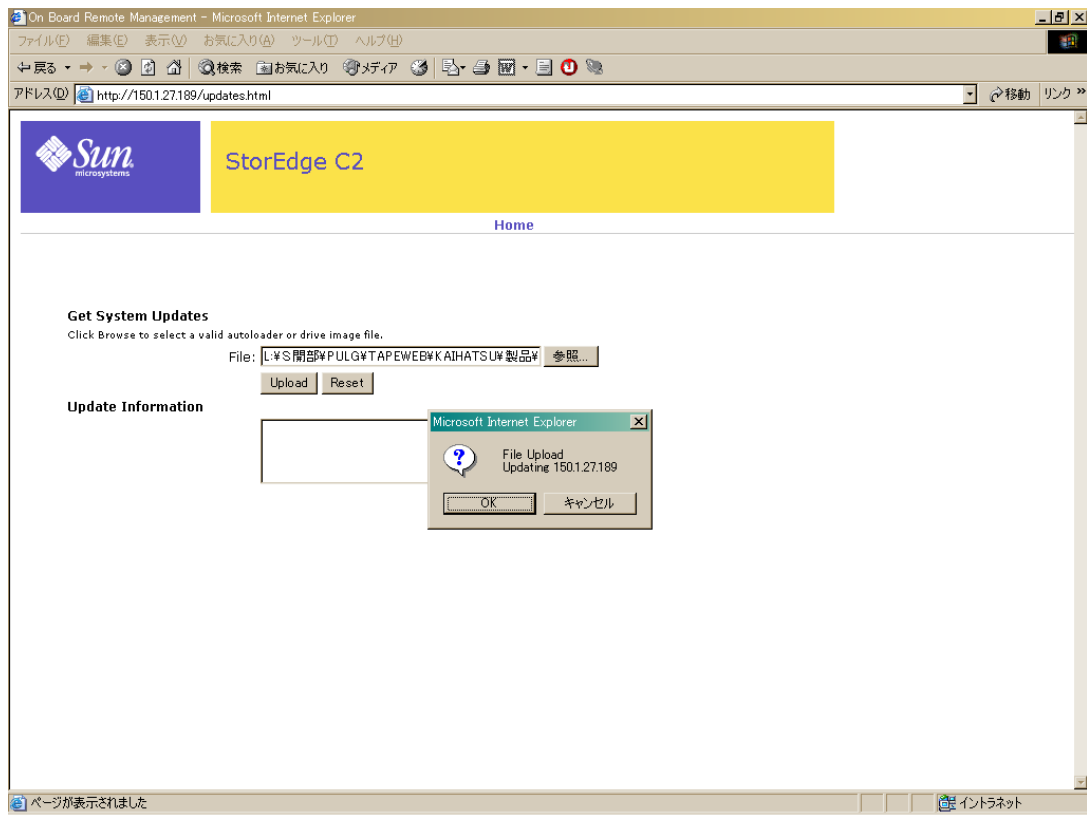 On Board Remote Management - Microsoft Internet Explorer
ファイル(F) 編集(E) 表示(V) お気に入り(A) ツール(T) ヘルプ(H)
戻る 検索 お気に入り メディア
アドレス(D) http://150.1.27.189/updates.html 移動 リンク »
Sun
microsystems
StorEdge C2
Home
Get System Updates
Click Browse to select a valid autoloader or drive image file.
File: L:¥S開部¥PULG¥TAPEWEB¥KAIHATSU¥製品¥ 参照...
Upload Reset
Update Information
Microsoft Internet Explorer
File Upload
Updating 150.1.27.189
OK キャンセル
ページが表示されました イントラネット